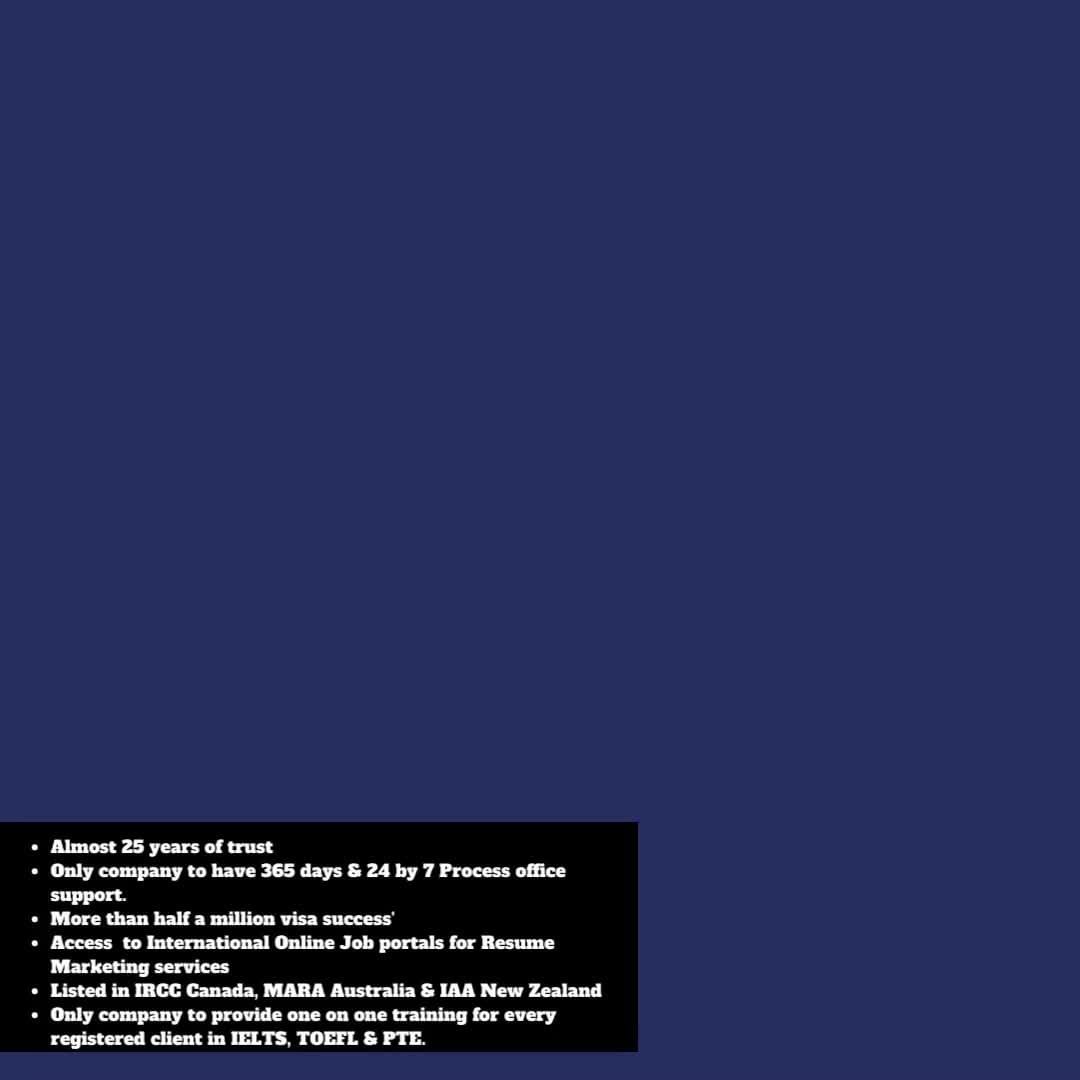 • Almost 25 years of trust
• Only company to have 365 days & 24 by 7 Process office
support.
• More than half a million visa success'
• Access  to International Online Job portals for Resume
Marketing services
• Listed in IRCC Canada, MARA Australia & IAA New Zealand
• Only company to provide one on one training for every
registered client in IELTS, TOEFL & PTE.